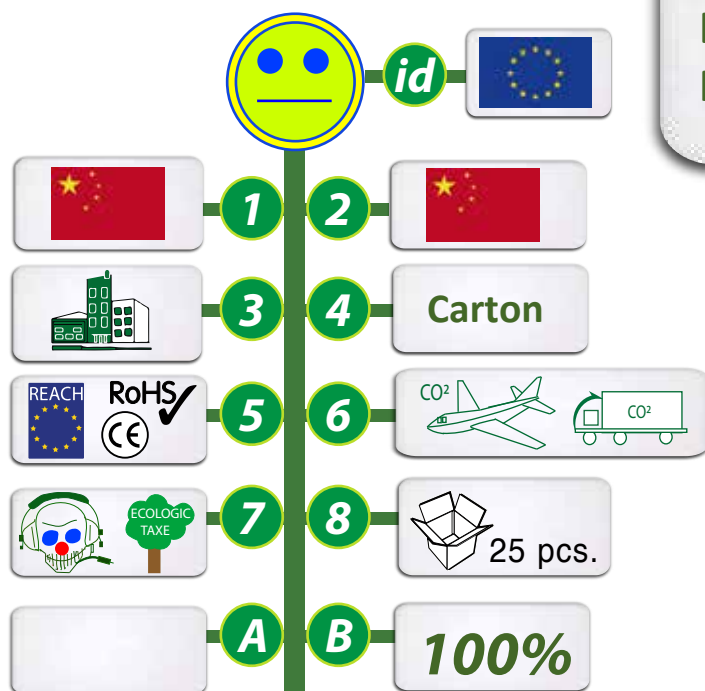 id
1
2
3
4
Carton
REACH
RoHS
CE
5
6
CO²
CO²
ECOLOGIC
TAXE
7
8
25 pcs.
A
B
100%